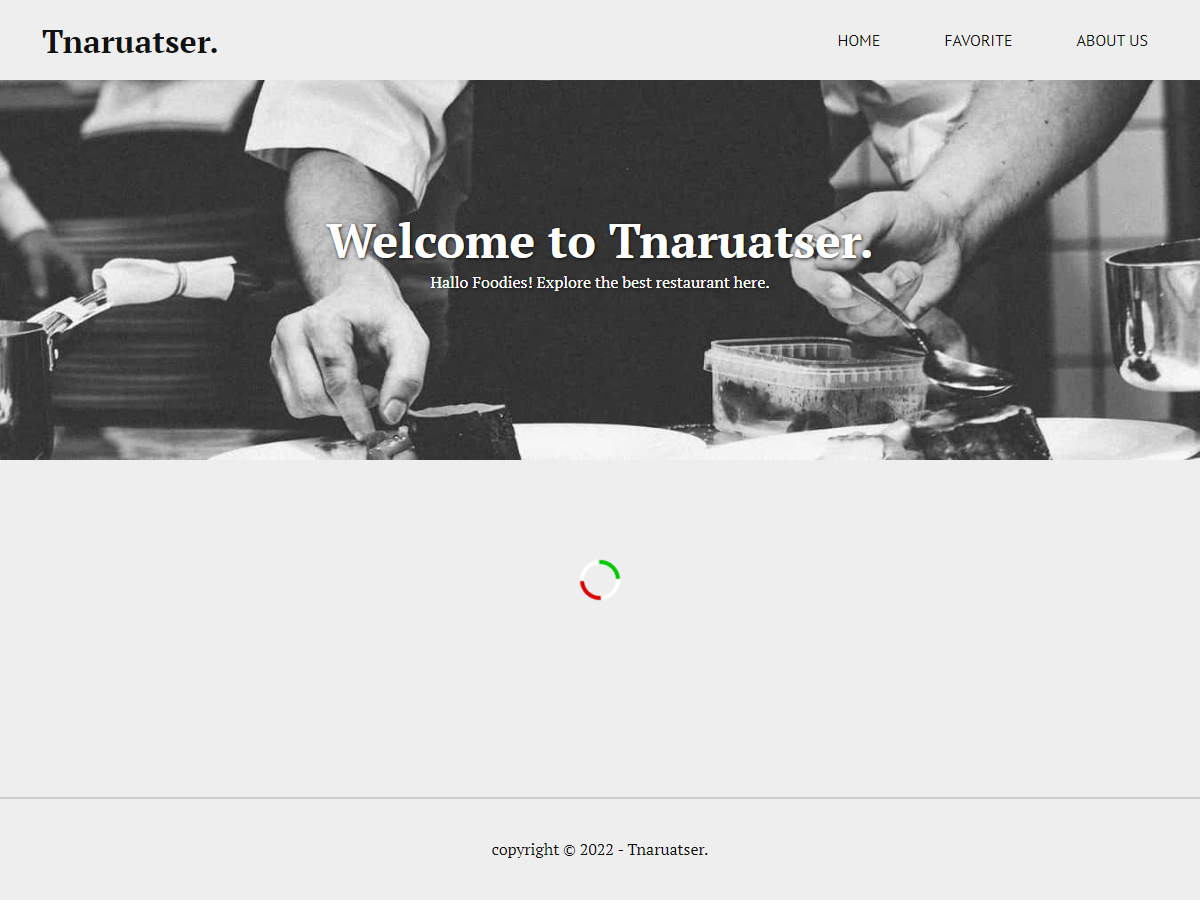 Tnaruatser.
HOME
FAVORITE
ABOUT US
Welcome to Tnaruatser.
Hallo Foodies! Explore the best restaurant here.
copyright © 2022 - Tnaruatser.